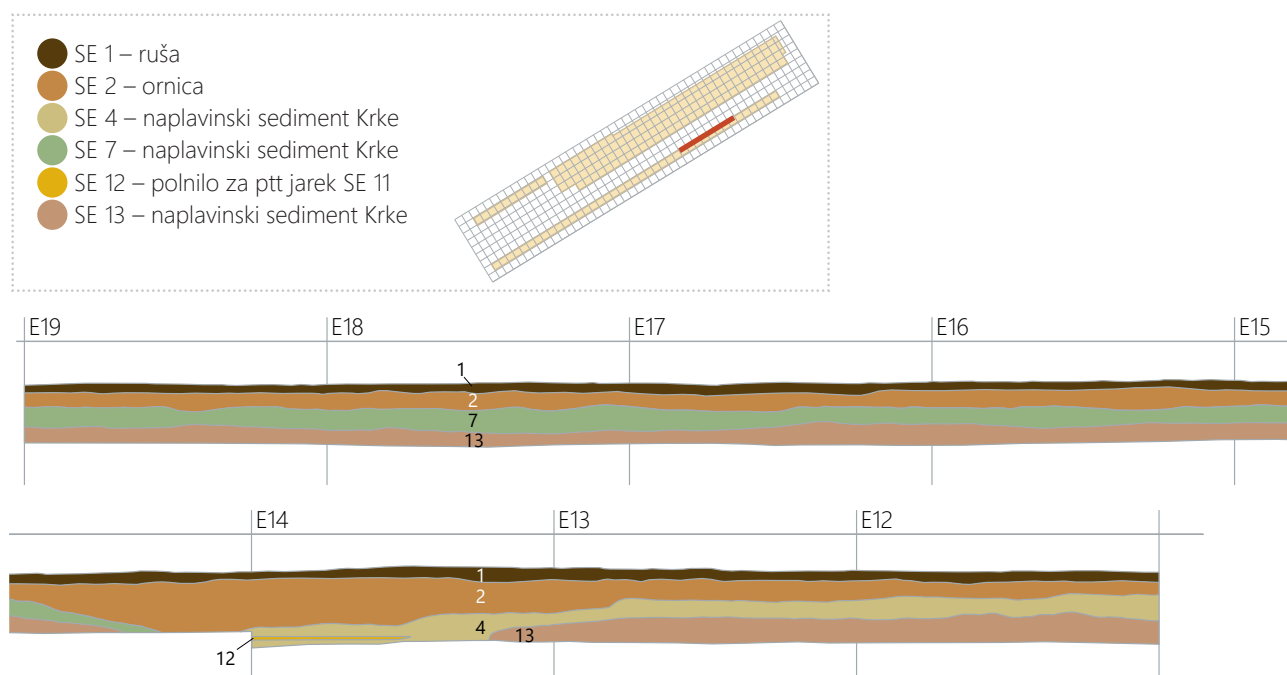 SE 1 – ruša
SE 2 – ornica
SE 4 – naplavinski sediment Krke
SE 7 – naplavinski sediment Krke
SE 12 – polnilo za ptt jarek SE 11
SE 13 – naplavinski sediment Krke
E19 E18 E17 E16 E15
1
2
7
13
E14 E13 E12
1
2
4 13
12